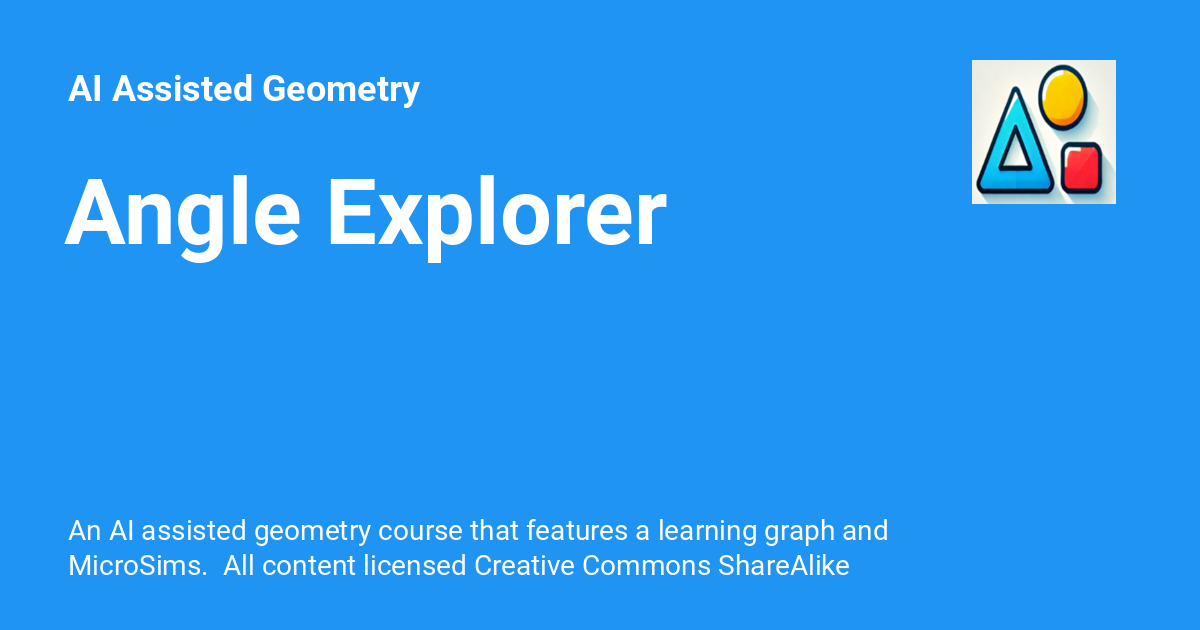 AI Assisted Geometry
Angle Explorer
An AI assisted geometry course that features a learning graph and
MicroSims.  All content licensed Creative Commons ShareAlike